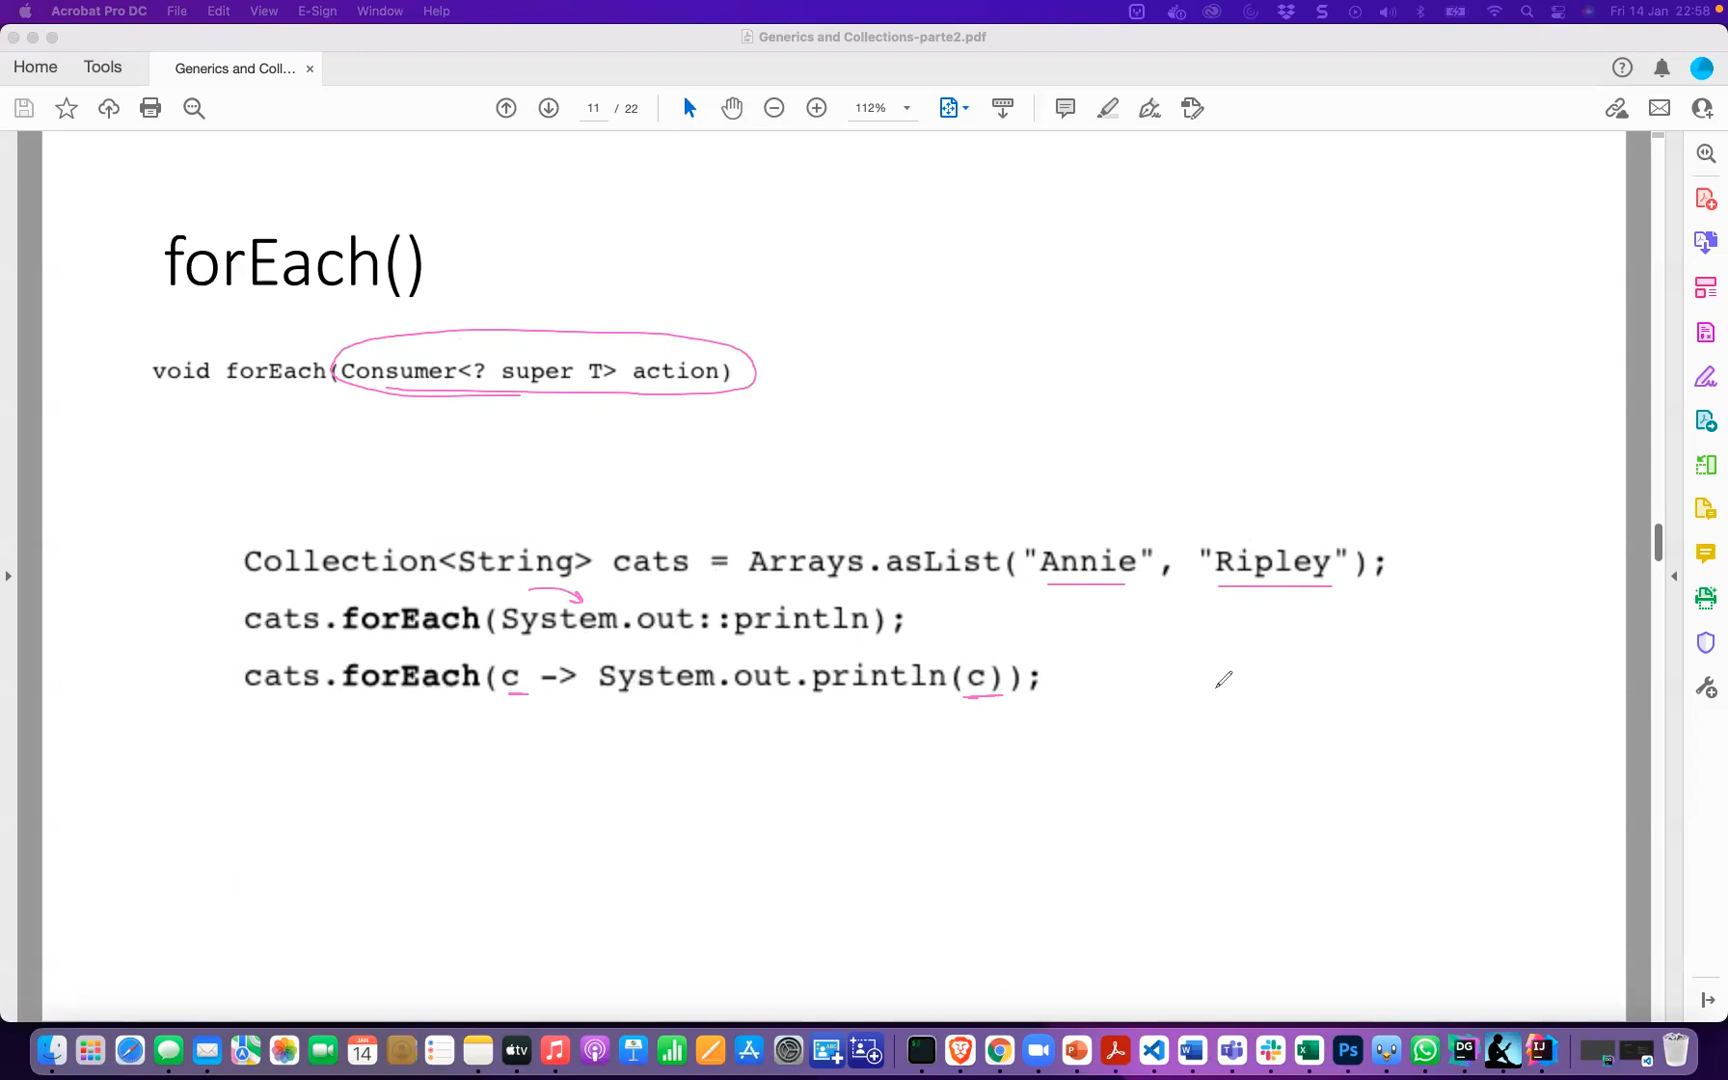 Acrobat Pro DC File Edit View E-Sign Window Help Fri 14 Jan 22:58
Generics and Collections-parte2.pdf
Home Tools Generics and Coll... ×
11 / 22 112%
forEach()
void forEach(Consumer<? super T> action)
Collection<String> cats = Arrays.asList("Annie", "Ripley");
cats.forEach(System.out::println);
cats.forEach(c -> System.out.println(c));